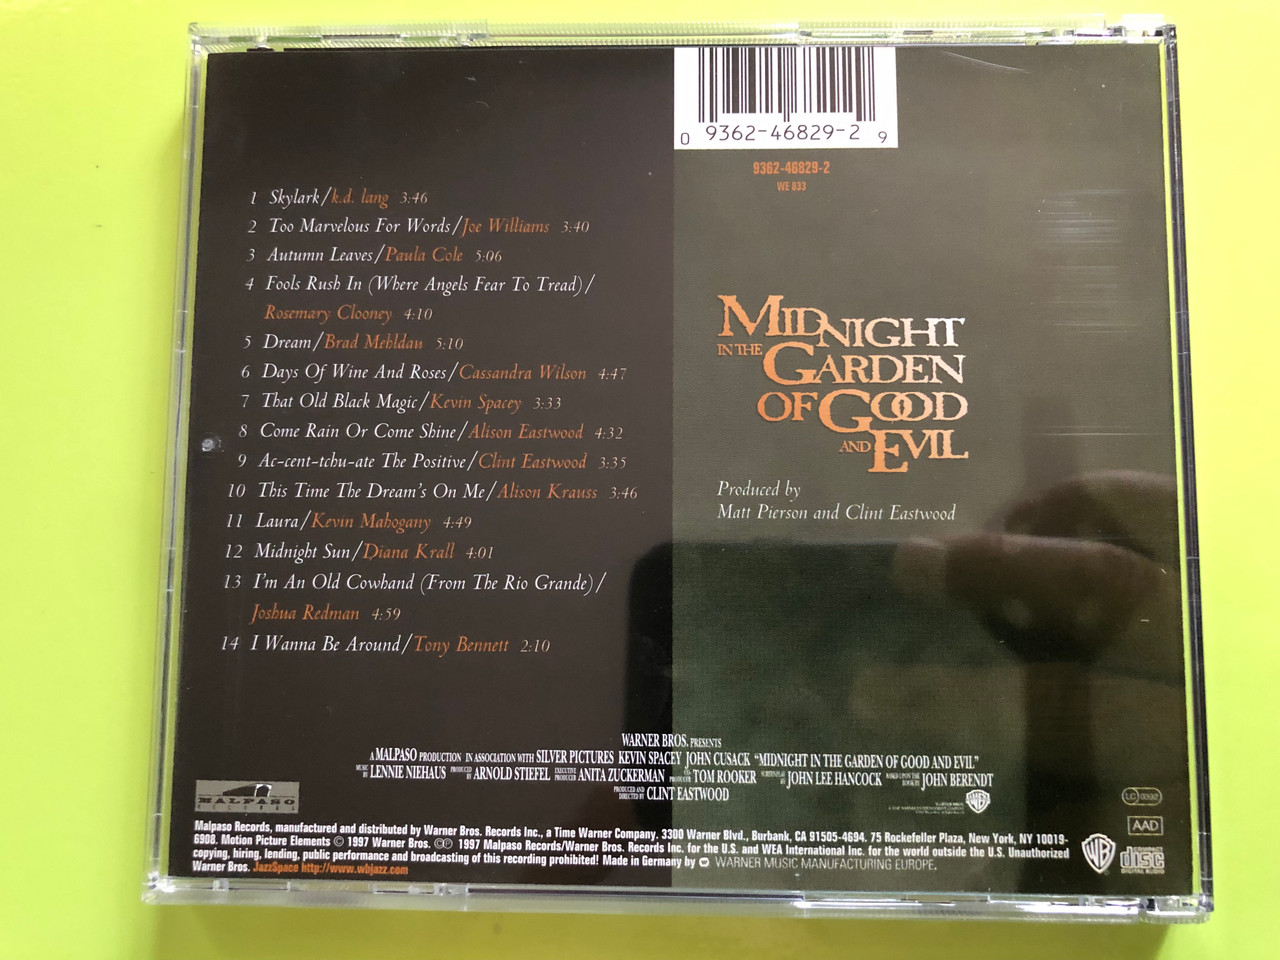 0 9362-46829-2 9
9362-46829-2
WE 833
1 Skylark/k.d. lang 3:46
2 Too Marvelous For Words/Joe Williams 3:40
3 Autumn Leaves/Paula Cole 5:06
4 Fools Rush In (Where Angels Fear To Tread)/
Rosemary Clooney 4:10
5 Dream/Brad Mehldau 5:10
6 Days Of Wine And Roses/Cassandra Wilson 4:47
7 That Old Black Magic/Kevin Spacey 3:33
8 Come Rain Or Come Shine/Alison Eastwood 4:32
9 Ac-cent-tchu-ate The Positive/Clint Eastwood 3:35
10 This Time The Dream's On Me/Alison Krauss 3:46
11 Laura/Kevin Mahogany 4:49
12 Midnight Sun/Diana Krall 4:01
13 I'm An Old Cowhand (From The Rio Grande)/
Joshua Redman 4:59
14 I Wanna Be Around/Tony Bennett 2:10
MIDNIGHT
IN THE GARDEN
OF GOOD
AND EVIL
Produced by
Matt Pierson and Clint Eastwood
WARNER BROS. PRESENTS
A MALPASO PRODUCTION IN ASSOCIATION WITH SILVER PICTURES KEVIN SPACEY JOHN CUSACK "MIDNIGHT IN THE GARDEN OF GOOD AND EVIL"
MUSIC BY LENNIE NIEHAUS PRODUCED BY ARNOLD STIEFEL EXECUTIVE PRODUCER ANITA ZUCKERMAN CO-PRODUCER TOM ROOKER SCREENPLAY BY JOHN LEE HANCOCK BASED UPON THE BOOK BY JOHN BERENDT
PRODUCED AND DIRECTED BY CLINT EASTWOOD
MALPASO
RECORDS
LC 0392
AAD
Malpaso Records, manufactured and distributed by Warner Bros. Records Inc., a Time Warner Company. 3300 Warner Blvd., Burbank, CA 91505-4694. 75 Rockefeller Plaza, New York, NY 10019-
6908. Motion Picture Elements © 1997 Warner Bros. ©℗ 1997 Malpaso Records/Warner Bros. Records Inc. for the U.S. and WEA International Inc. for the world outside the U.S. Unauthorized
copying, hiring, lending, public performance and broadcasting of this recording prohibited! Made in Germany by WARNER MUSIC MANUFACTURING EUROPE.
Warner Bros. JazzSpace http://www.wbjazz.com
WB
COMPACT
disc
DIGITAL AUDIO